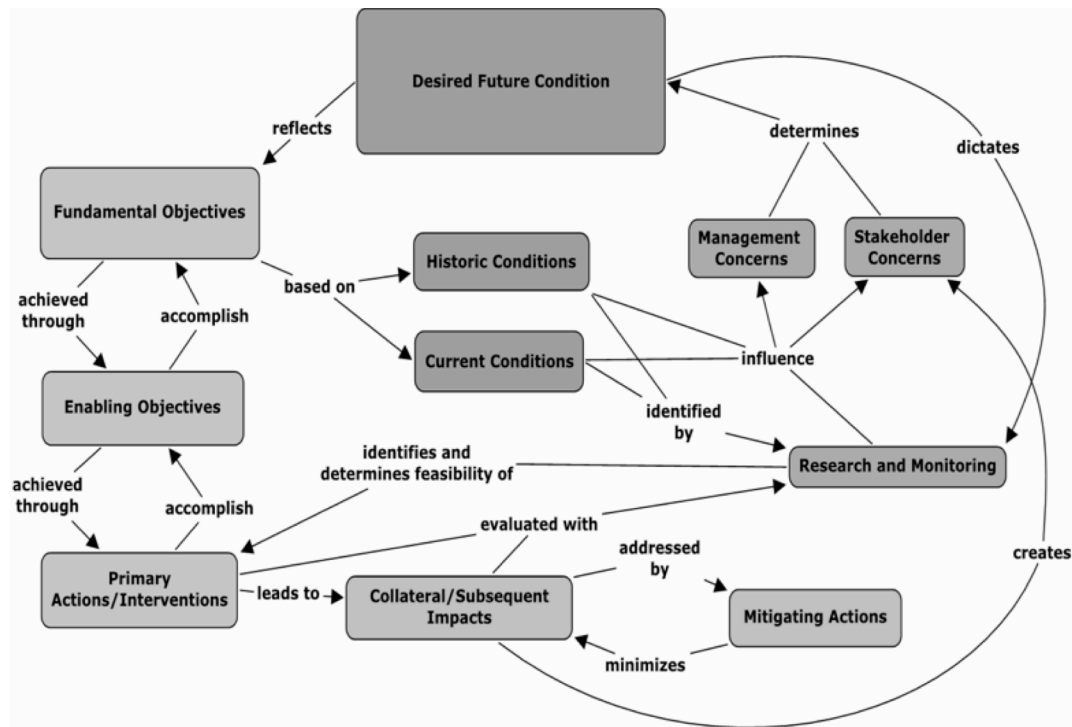 Desired Future Condition
reflects
determines
dictates
Fundamental Objectives
Management
Concerns
Stakeholder
Concerns
Historic Conditions
based on
achieved
through
accomplish
Current Conditions
influence
Enabling Objectives
identified
by
identifies and
determines feasibility of
Research and Monitoring
achieved
through
accomplish
evaluated with
addressed
by
creates
Primary
Actions/Interventions
leads to
Collateral/Subsequent
Impacts
Mitigating Actions
minimizes